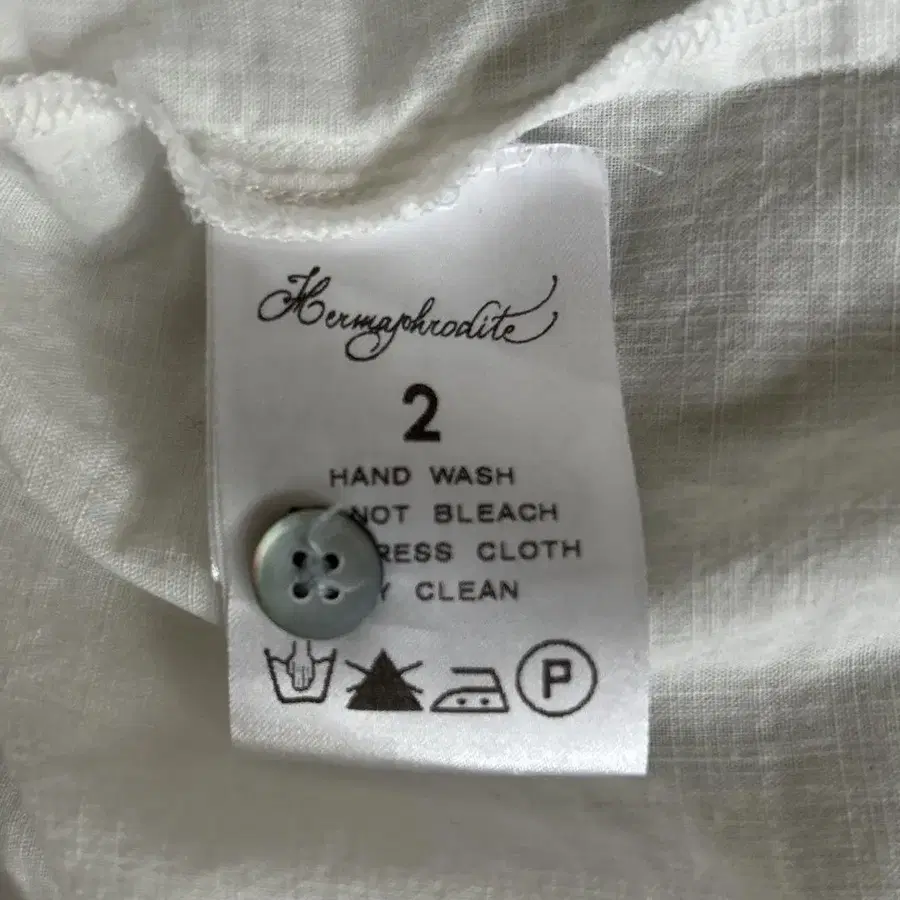 Hermaphrodite
2
HAND WASH
NOT BLEACH
RESS CLOTH
Y CLEAN
P